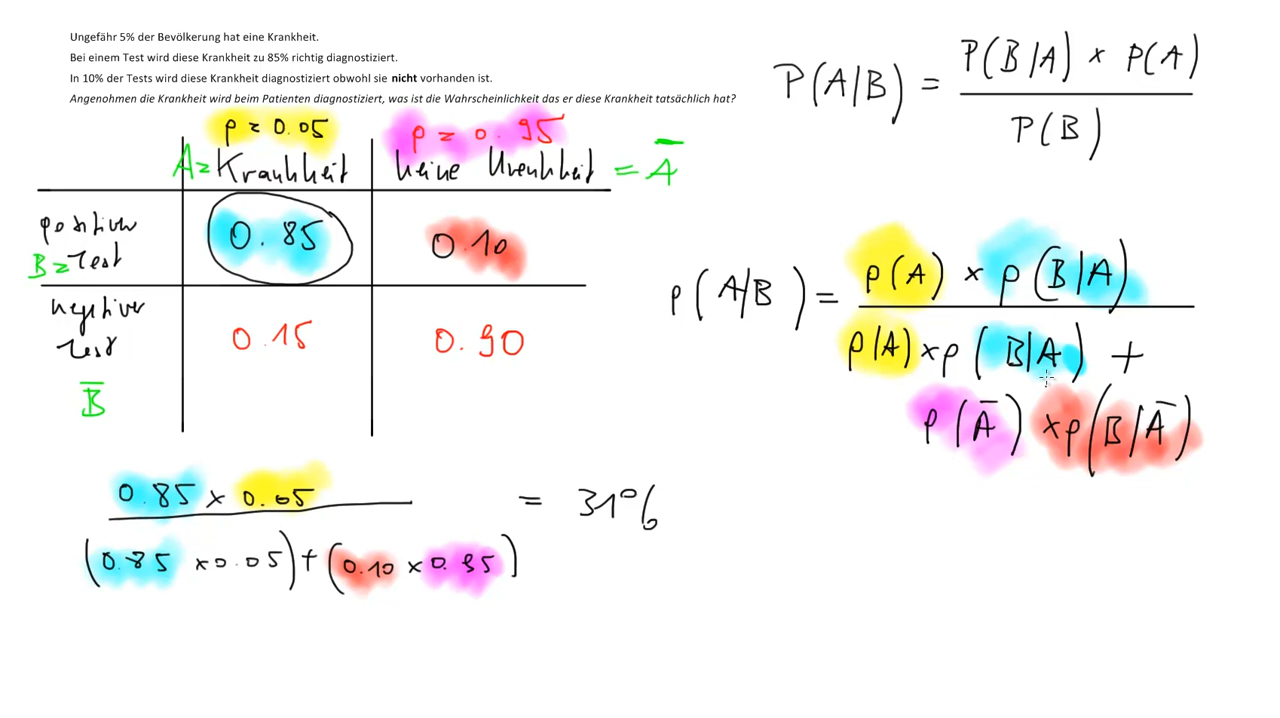 Ungefähr 5% der Bevölkerung hat eine Krankheit.
Bei einem Test wird diese Krankheit zu 85% richtig diagnostiziert.
In 10% der Tests wird diese Krankheit diagnostiziert obwohl sie nicht vorhanden ist.
Angenommen die Krankheit wird beim Patienten diagnostiziert, was ist die Wahrscheinlichkeit das er diese Krankheit tatsächlich hat?
P(A|B) = P(B|A) × P(A)
P(B)
p = 0.05 p = 0.95
A = Krankheit keine Krankheit = A̅
positiver 0.85 0.10
B = Test
negativer
Test 0.15 0.90
B̅
p(A|B) = p(A) × p(B|A)
p(A) × p(B|A) +
p(A̅) × p(B|A̅)
0.85 × 0.05 = 31%
(0.85 × 0.05) + (0.10 × 0.95)